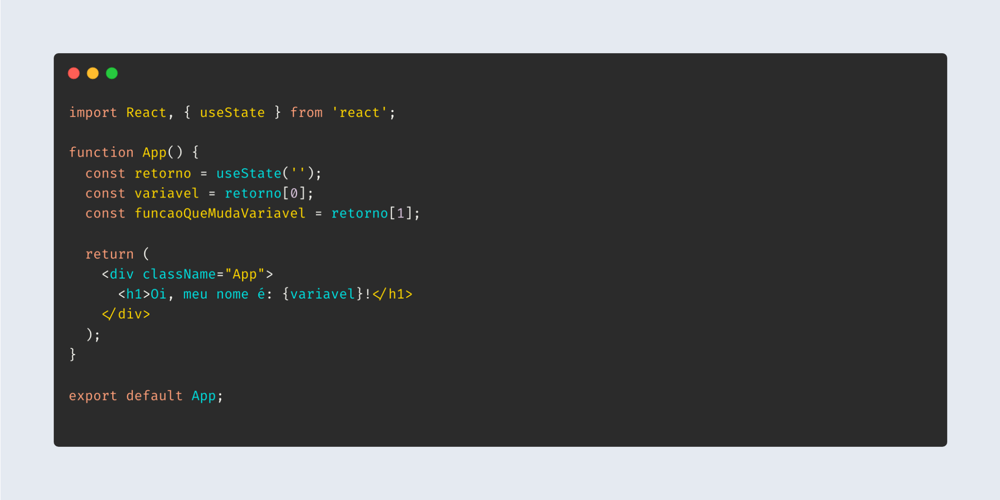 import React, { useState } from 'react';

function App() {
  const retorno = useState('');
  const variavel = retorno[0];
  const funcaoQueMudaVariavel = retorno[1];

  return (
    <div className="App">
      <h1>Oi, meu nome é: {variavel}!</h1>
    </div>
  );
}

export default App;